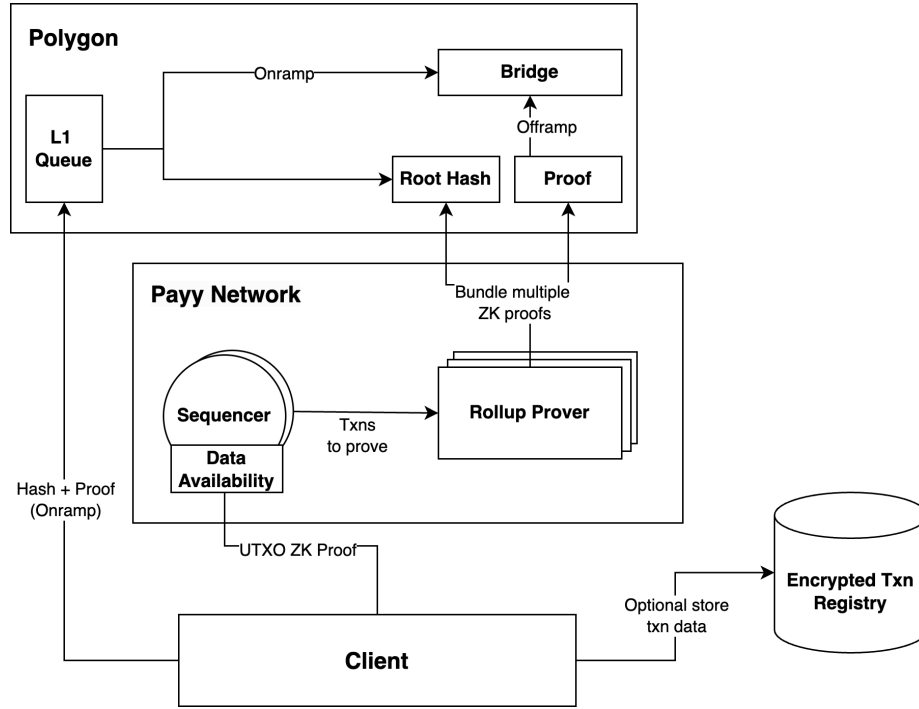 Polygon
Onramp
Bridge
L1
Queue
Offramp
Root Hash
Proof
Payy Network
Bundle multiple
ZK proofs
Sequencer
Txns
to prove
Rollup Prover
Data
Availability
Hash + Proof
(Onramp)
UTXO ZK Proof
Encrypted Txn
Registry
Optional store
txn data
Client